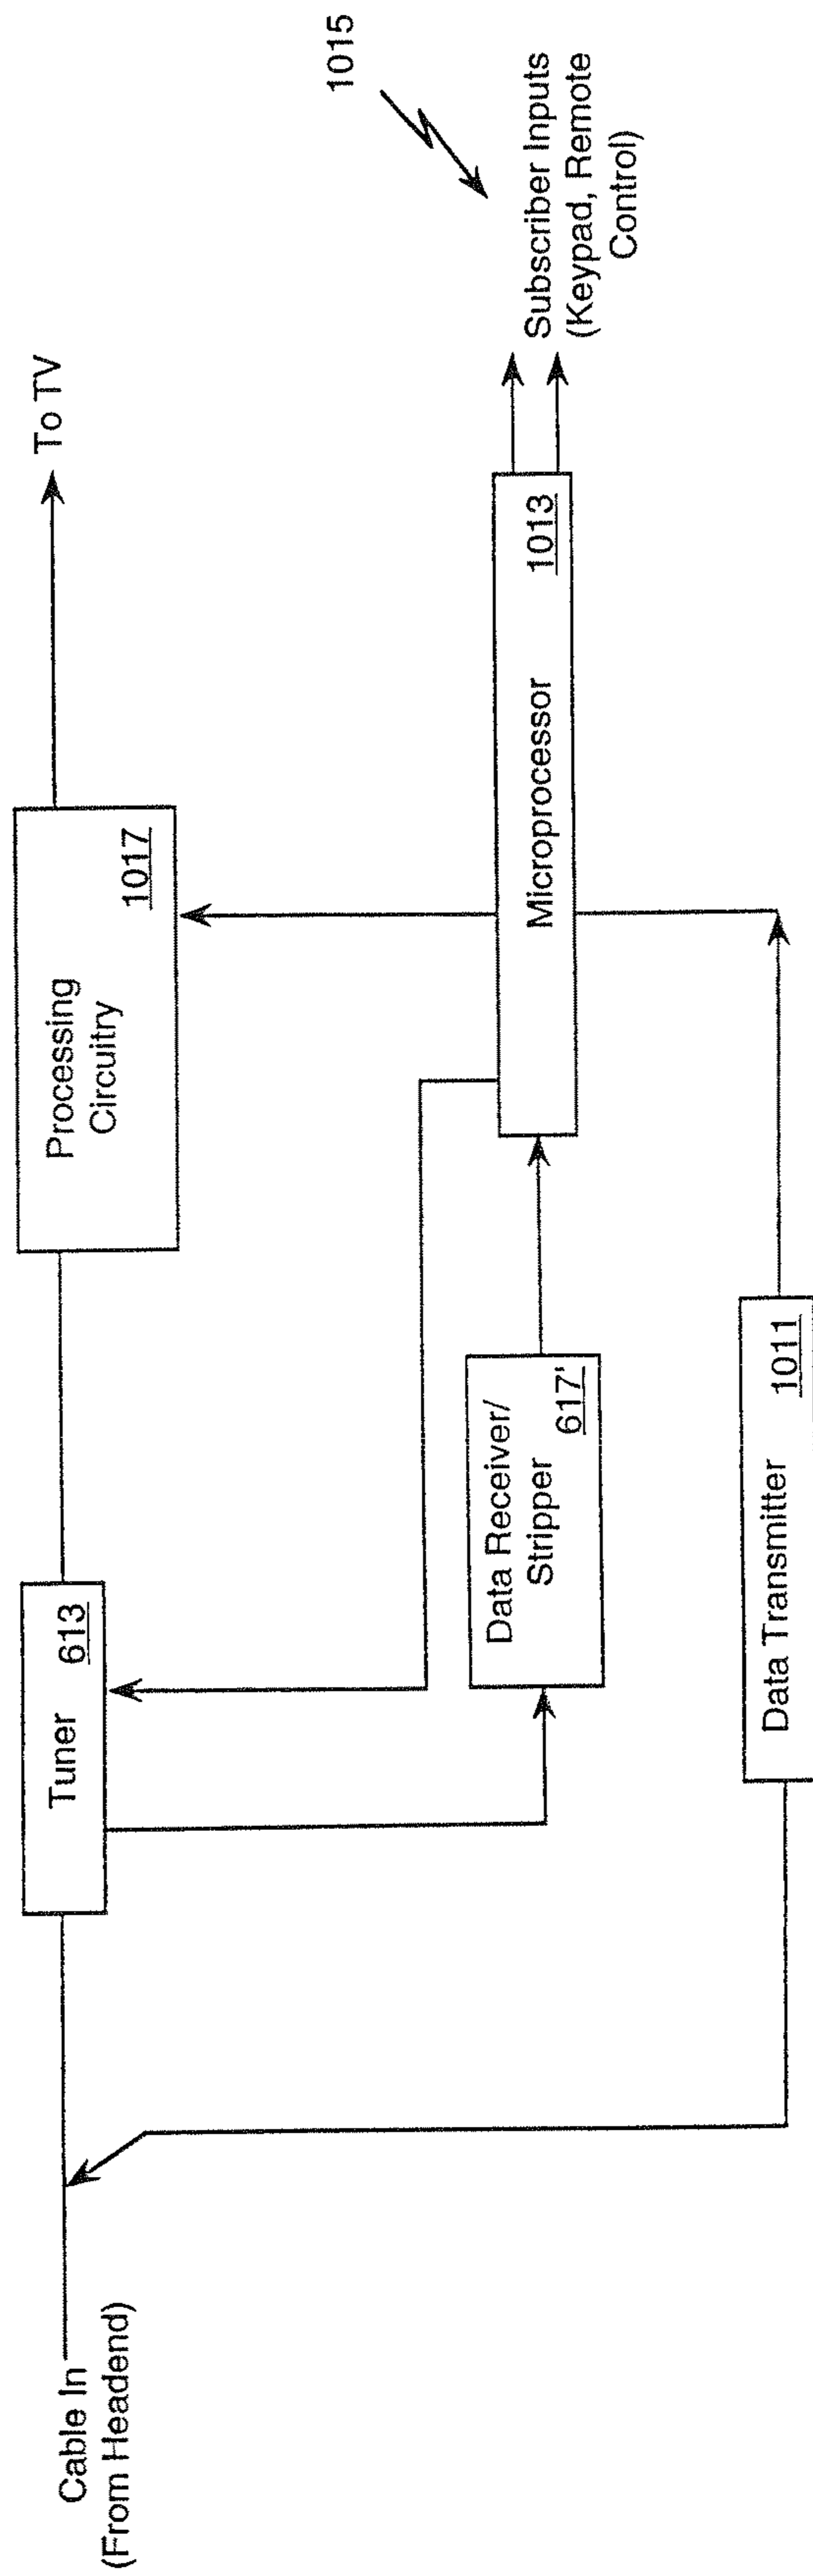 Cable In
(From Headend)
Tuner
613
Processing
Circuitry
1017
To TV
Data Receiver/
Stripper
617'
Microprocessor
1013
Subscriber Inputs
(Keypad, Remote
Control)
1015
Data Transmitter
1011